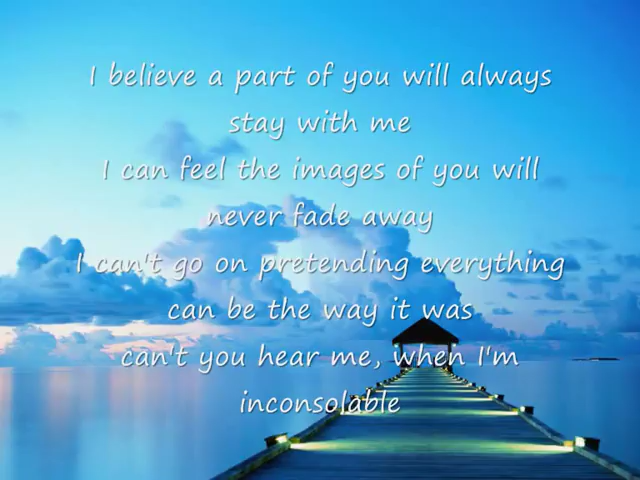 I believe a part of you will always
stay with me
I can feel the images of you will
never fade away
I can't go on pretending everything
can be the way it was
can't you hear me, when I'm
inconsolable